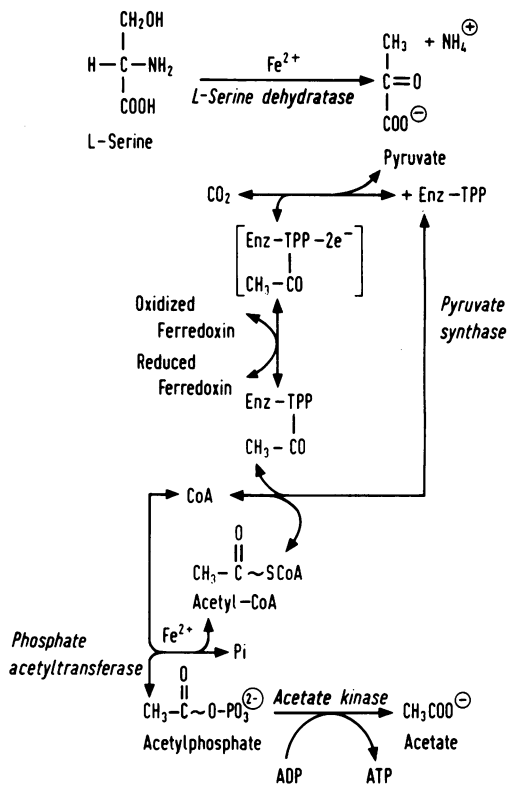 CH₂OH
H–C–NH₂
COOH
L-Serine
Fe²⁺
L-Serine dehydratase
CH₃ + NH₄⊕
C=O
COO⊖
Pyruvate
CO₂
+ Enz–TPP
Enz–TPP–2e⁻
CH₃–CO
Oxidized
Ferredoxin
Reduced
Ferredoxin
Pyruvate
synthase
Enz–TPP
CH₃–CO
CoA
O
CH₃–C~SCoA
Acetyl-CoA
Phosphate
acetyltransferase
Fe²⁺
Pi
O
CH₃–C~O-PO₃²⁻
Acetylphosphate
Acetate kinase
CH₃COO⊖
Acetate
ADP
ATP